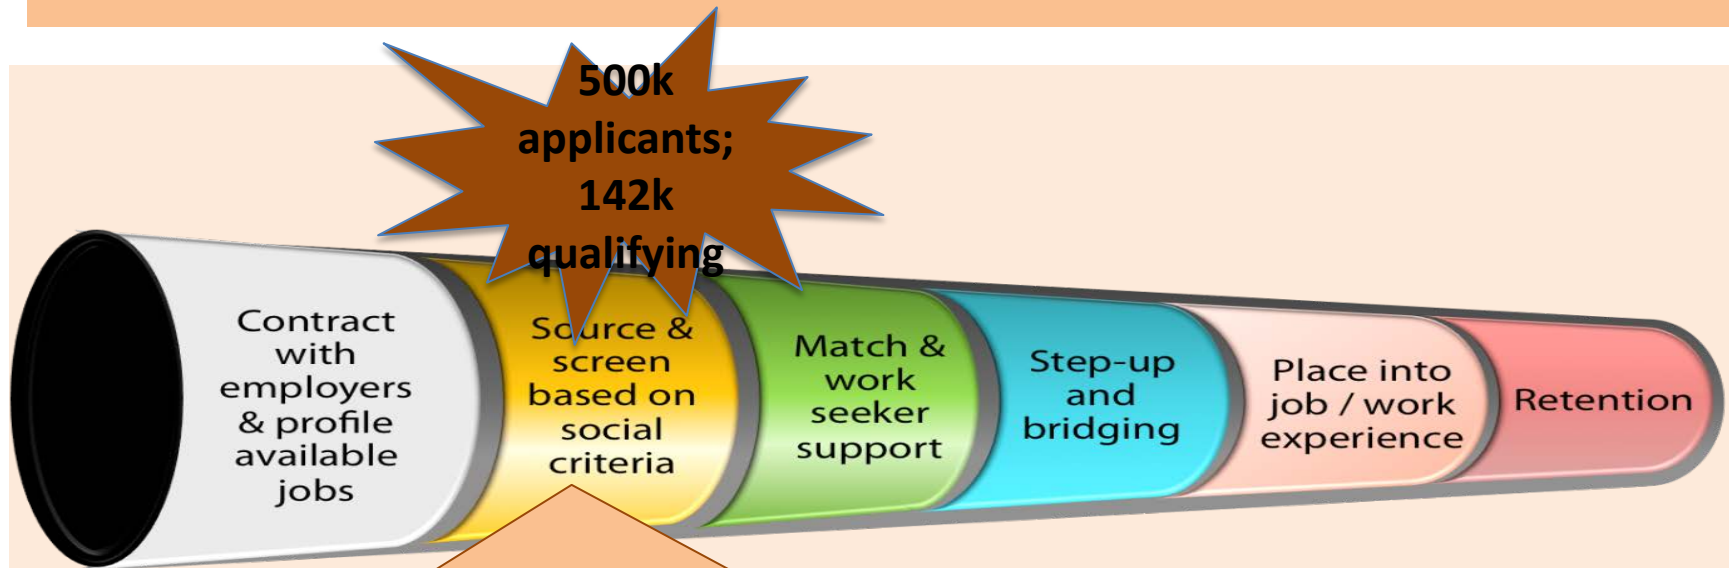 500k
applicants;
142k
qualifying
Contract
with
employers
& profile
available
jobs
Source &
screen
based on
social
criteria
Match &
work
seeker
support
Step-up
and
bridging
Place into
job / work
experience
Retention